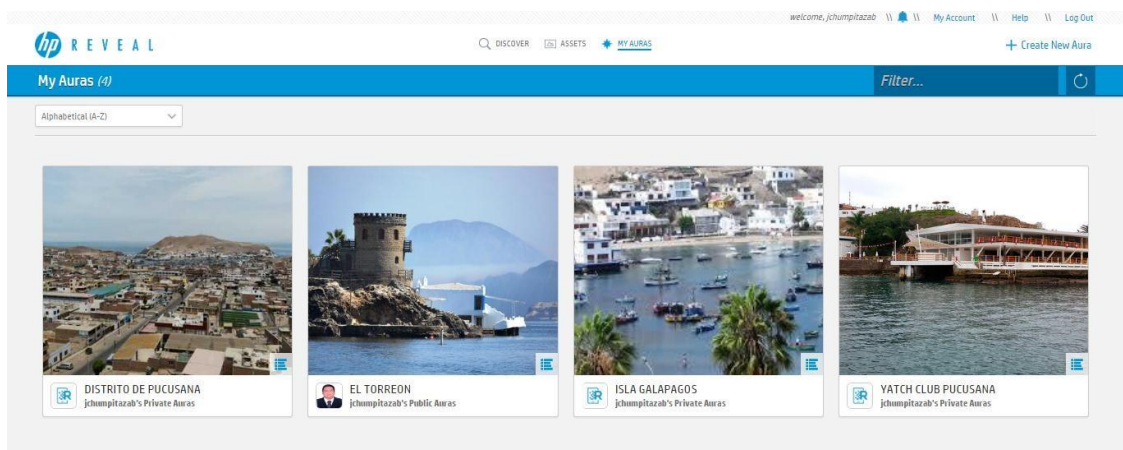 welcome, jchumpitazab \\ \\ My Account \\ Help \\ Log Out
hp REVEAL DISCOVER ASSETS MY AURAS + Create New Aura
My Auras (4) Filter...
Alphabetical (A-Z)
DISTRITO DE PUCUSANA
jchumpitazab's Private Auras
EL TORREON
jchumpitazab's Public Auras
ISLA GALAPAGOS
jchumpitazab's Private Auras
YATCH CLUB PUCUSANA
jchumpitazab's Private Auras